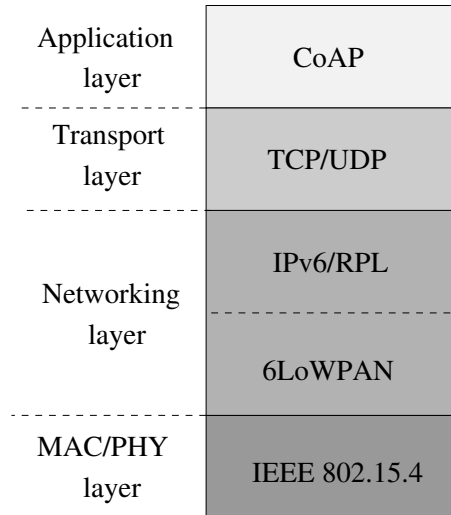 Application
layer
CoAP
Transport
layer
TCP/UDP
Networking
layer
IPv6/RPL
6LoWPAN
MAC/PHY
layer
IEEE 802.15.4